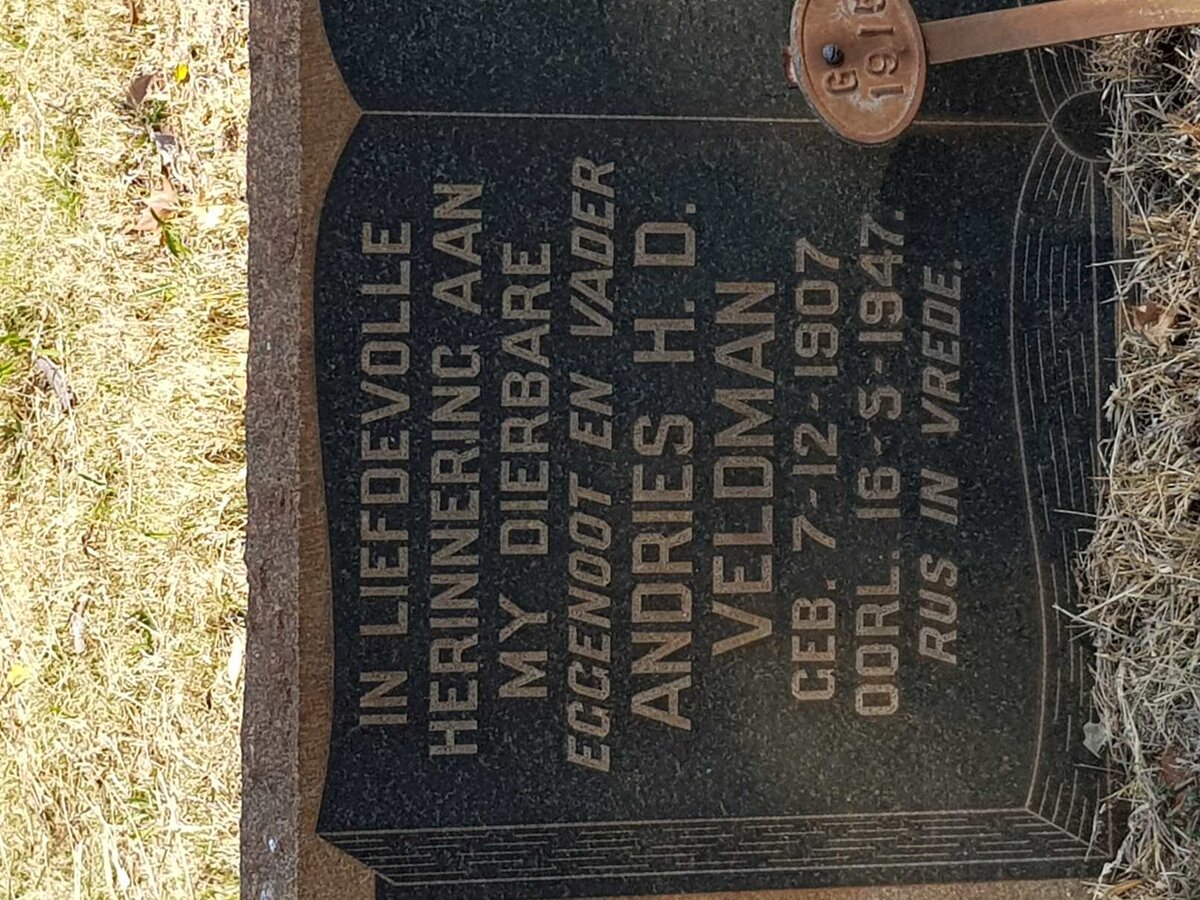 IN LIEFDEVOLLE
HERINNERING AAN
MY DIERBARE
EGGENOOT EN VADER
ANDRIES H. D.
VELDMAN
GEB. 7-12-1907
OORL. 16-5-1947.
RUS IN VREDE.
G
1915